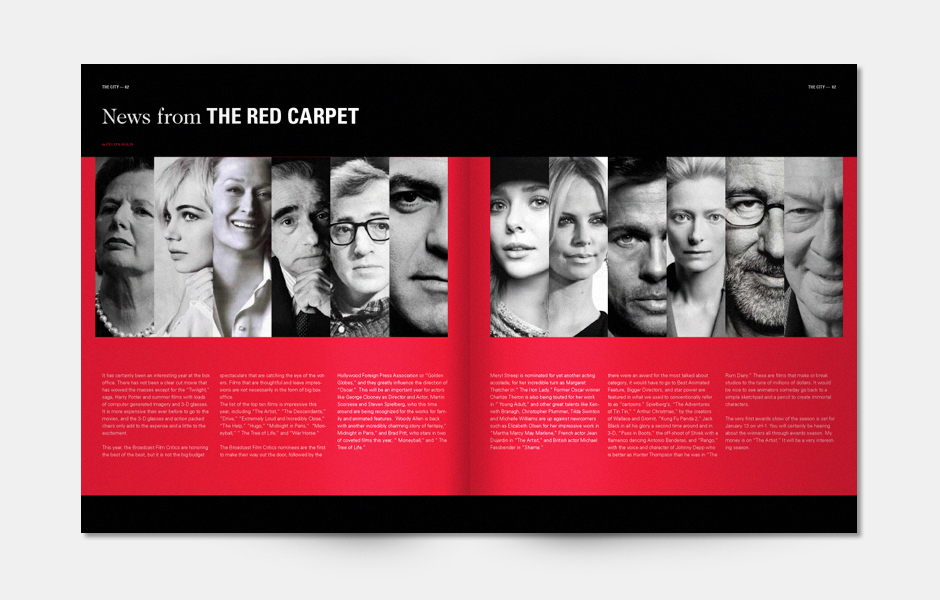 THE CITY — 62
THE CITY — 62
News from THE RED CARPET
It has certainly been an interesting year at the box
office. There has not been a clear cut movie that
has wowed the masses except for the "Twilight,"
saga, Harry Potter and summer films with loads
of computer generated imagery and 3-D glasses.
It is more expensive than ever before to go to the
movies, and the 3-D glasses and action packed
thrillers only add to the expense and a little to the
excitement.
This year, the Broadcast Film Critics are honoring
the best of the boot, but it is not the big budget
spectaculars that are catching the eye of the vot-
ers. Films that are thoughtful and leave impres-
sions are not necessarily in the form of big box
office.
The list of the top ten films is impressive this
year, including "The Artist," "The Descendants,"
"Drive," "Extremely Loud and Incredible Close,"
"The Help," "Hugo," "Midnight in Paris," "Mon-
eyball," "The Tree of Life," and "War Horse."
The Broadcast Film Critics nominees are the first
to make their way out the door, followed by the
Hollywood Foreign Press Association or "Golden
Globes," and they greatly influence the direction of
"Oscar." This will be an important year for actors
like George Clooney as Director and Actor, Martin
Scorsese and Steven Spielberg, who this time
around are being recognized for the works for fam-
ily and animated features. Woody Allen is back
with another incredibly charming story of fantasy,"
Midnight in Paris," and Brad Pitt, who stars in two
of coveted films this year, " Moneyball," and " The
Tree of Life."
Meryl Streep is nominated for yet another acting
accolade, for her incredible turn as Margaret
Thatcher in " The Iron Lady." Former Oscar winner
Charlize Theron is also being touted for her work
in " Young Adult," and other great talents like Ken-
neth Branagh, Christopher Plummer, Tilda Swinton
and Michelle Williams are up against newcomers
such as Elizabeth Olsen for her impressive work in
"Martha Marcy May Marlene," French actor Jean
Dujardin in "The Artist," and British actor Michael
Fassbender in "Shame."
there were an award for the most talked about
category, it would have to go to Best Animated
Feature. Bigger Directors, and star power are
featured in what we used to conventionally refer
to as "cartoons." Spielberg's, "The Adventures
of Tin Tin," " Arthur Christmas," by the creators
of Wallace and Gromit, "Kung Fu Panda 2," Jack
Black in all his glory a second time around and in
3-D, "Puss in Boots," the off-shoot of Shrek with a
flamenco dancing Antonio Banderas, and "Rango,"
with the voice and character of Johnny Depp who
is better as Hunter Thompson than he was in "The
Rum Diary." These are films that make or break
studios to the tune of millions of dollars. It would
be nice to see animators someday go back to a
simple sketchpad and a pencil to create immortal
characters.
The very first awards show of the season is set for
January 12 on VH-1. You will certainly be hearing
about the winners all through awards season. My
money is on "The Artist." It will be a very interest-
ing season.